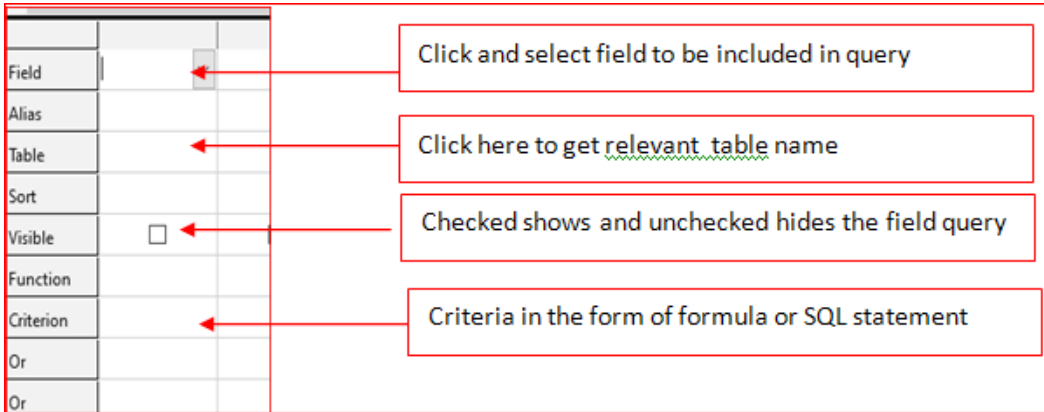 Field
Click and select field to be included in query
Alias
Table
Click here to get relevant table name
Sort
Visible
Checked shows and unchecked hides the field query
Function
Criterion
Criteria in the form of formula or SQL statement
Or
Or